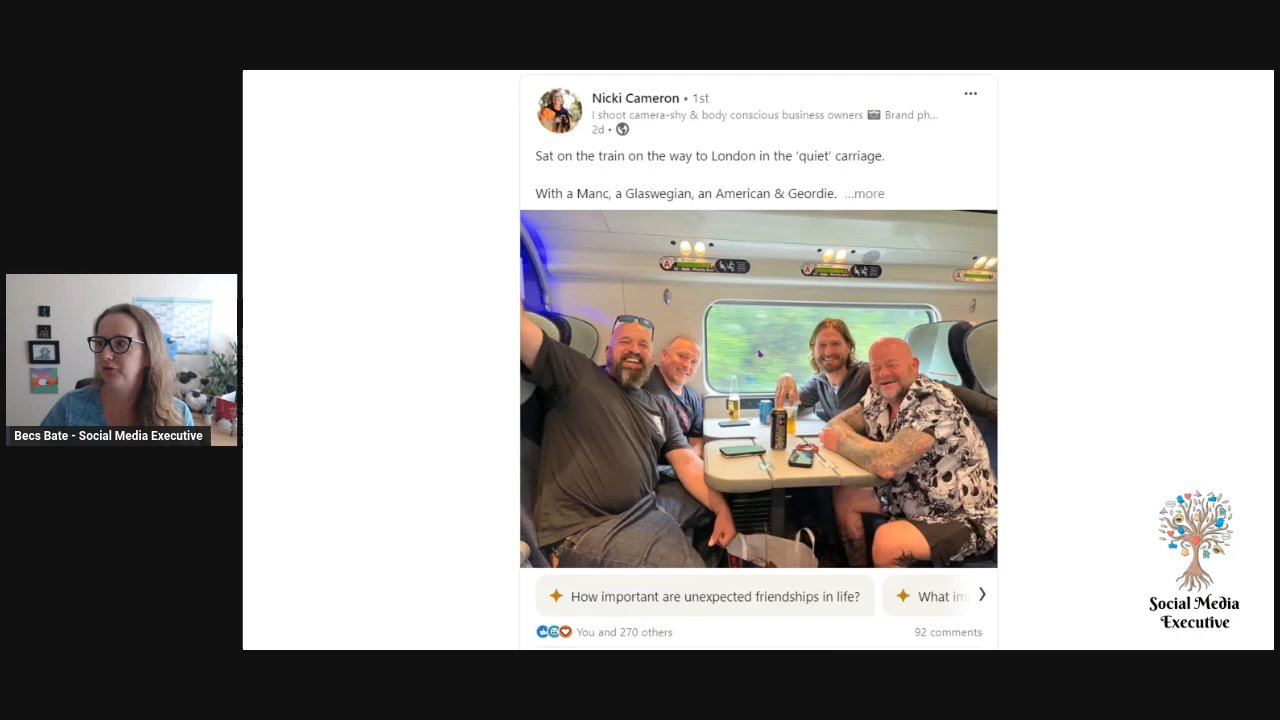 Nicki Cameron • 1st
I shoot camera-shy & body conscious business owners 📷 Brand ph...
2d •
Sat on the train on the way to London in the ‘quiet’ carriage.
With a Manc, a Glaswegian, an American & Geordie. ...more
A
A
A
How important are unexpected friendships in life?
What im
You and 270 others
92 comments
Becs Bate - Social Media Executive
Social Media
Executive